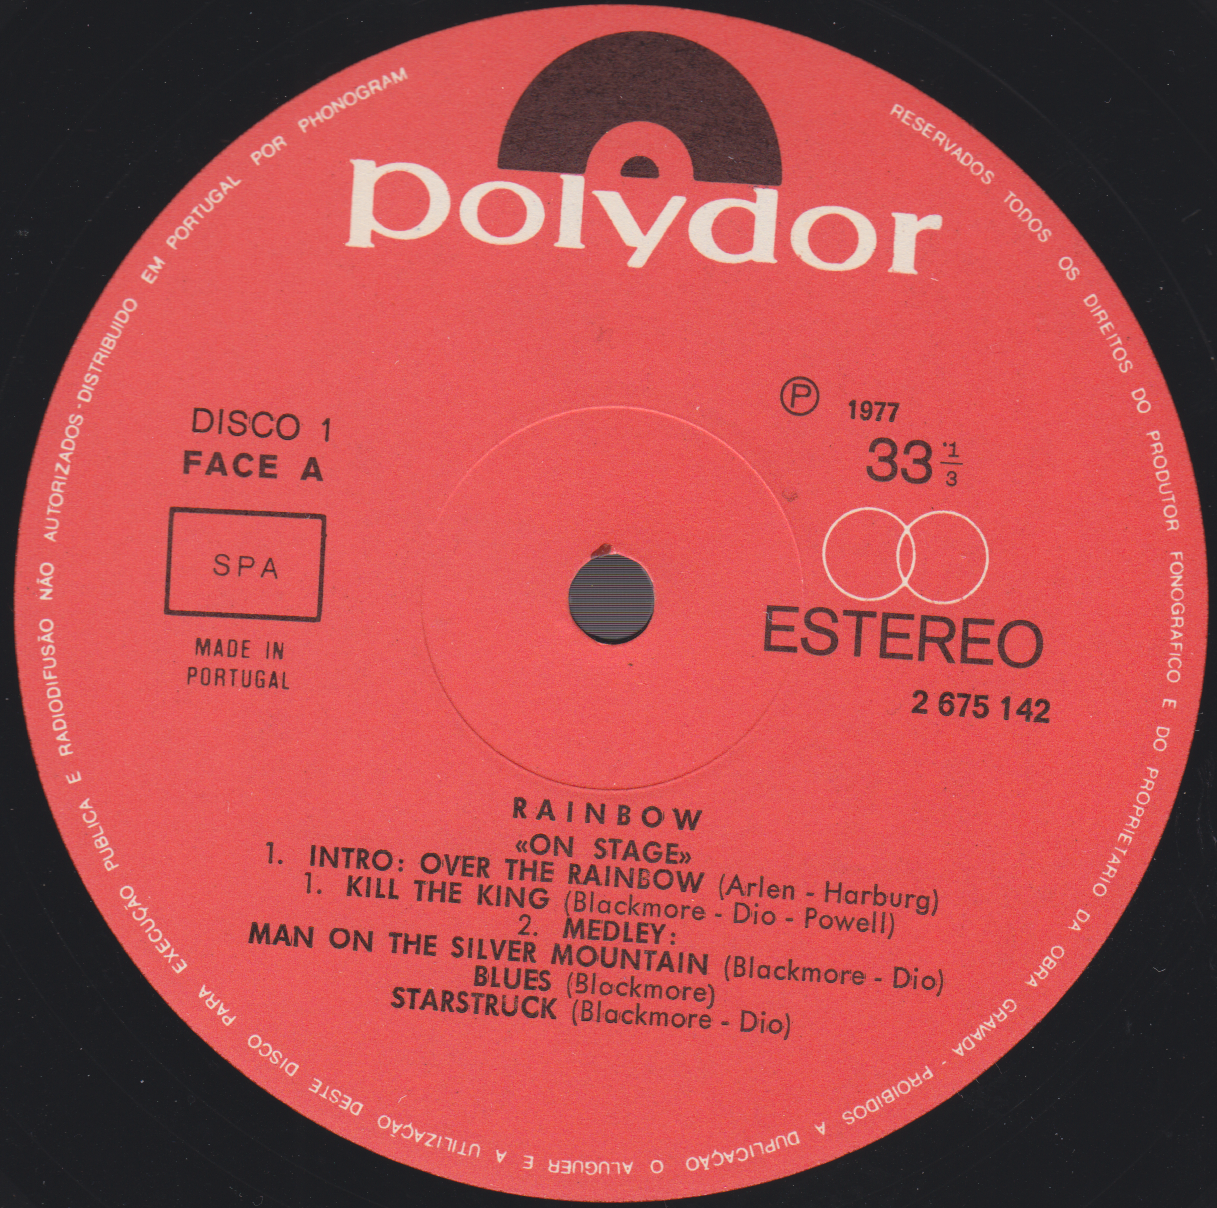 polydor
RESERVADOS TODOS OS DIREITOS DO PRODUTOR FONOGRAFICO E DO PROPRIETARIO DA OBRA GRAVADA - PROIBIDOS A DUPLICAÇÃO O ALUGUER E A UTILIZAÇÃO DESTE DISCO PARA EXECUÇÃO PUBLICA E RADIODIFUSÃO NÃO AUTORIZADOS - DISTRIBUIDO EM PORTUGAL POR PHONOGRAM
DISCO 1
FACE A
SPA
MADE IN
PORTUGAL
Ⓟ 1977
33 1/3
ESTEREO
2 675 142
RAINBOW
«ON STAGE»
1. INTRO: OVER THE RAINBOW (Arlen - Harburg)
1. KILL THE KING (Blackmore - Dio - Powell)
2. MEDLEY:
MAN ON THE SILVER MOUNTAIN (Blackmore - Dio)
BLUES (Blackmore)
STARSTRUCK (Blackmore - Dio)